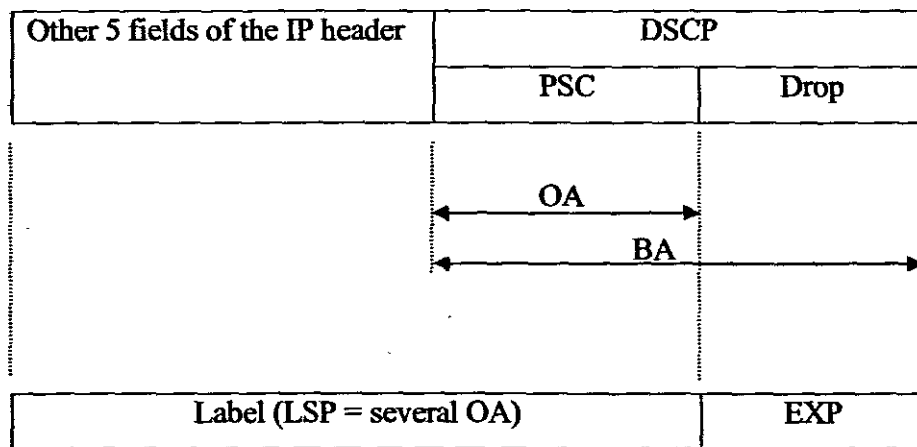 Other 5 fields of the IP header
DSCP
PSC
Drop
OA
BA
Label (LSP = several OA)
EXP